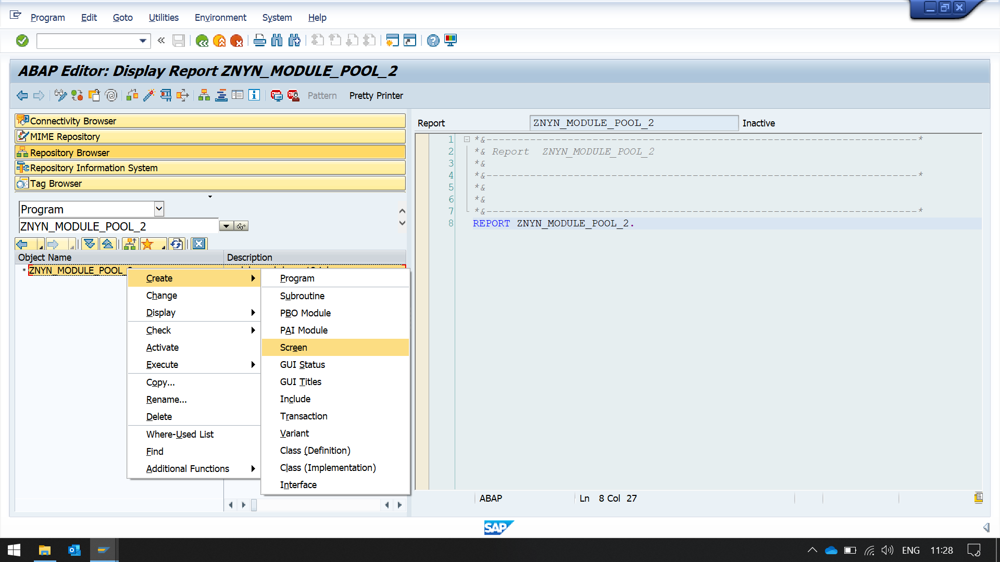 Program Edit Goto Utilities Environment System Help
ABAP Editor: Display Report ZNYN_MODULE_POOL_2
Pattern Pretty Printer
Connectivity Browser
MIME Repository
Repository Browser
Repository Information System
Tag Browser
Program
ZNYN_MODULE_POOL_2
Object Name Description
ZNYN_MODULE_POOL_
Create
Change
Display
Check
Activate
Execute
Copy...
Rename...
Delete
Where-Used List
Find
Additional Functions
Program
Subroutine
PBO Module
PAI Module
Screen
GUI Status
GUI Titles
Include
Transaction
Variant
Class (Definition)
Class (Implementation)
Interface
Report ZNYN_MODULE_POOL_2 Inactive
1 *&---------------------------------------------------------------------*
2 *& Report ZNYN_MODULE_POOL_2
3 *&
4 *&---------------------------------------------------------------------*
5 *&
6 *&
7 *&---------------------------------------------------------------------*
8 REPORT ZNYN_MODULE_POOL_2.
ABAP Ln 8 Col 27
SAP
ENG 11:28